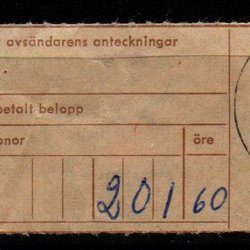 avsändarens anteckningar
betalt belopp
onor öre
201 60